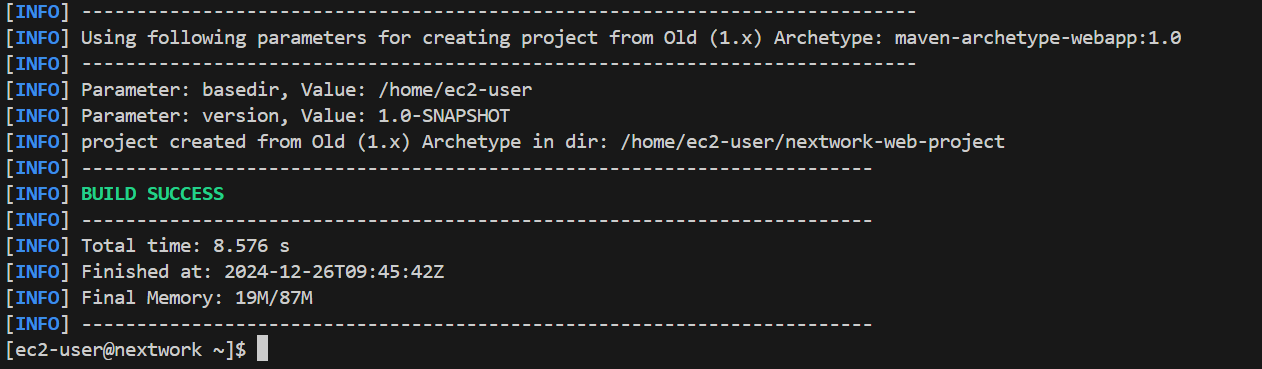 [INFO] ----------------------------------------------------------------------------
[INFO] Using following parameters for creating project from Old (1.x) Archetype: maven-archetype-webapp:1.0
[INFO] ----------------------------------------------------------------------------
[INFO] Parameter: basedir, Value: /home/ec2-user
[INFO] Parameter: version, Value: 1.0-SNAPSHOT
[INFO] project created from Old (1.x) Archetype in dir: /home/ec2-user/nextwork-web-project
[INFO] ------------------------------------------------------------------------
[INFO] BUILD SUCCESS
[INFO] ------------------------------------------------------------------------
[INFO] Total time: 8.576 s
[INFO] Finished at: 2024-12-26T09:45:42Z
[INFO] Final Memory: 19M/87M
[INFO] ------------------------------------------------------------------------
[ec2-user@nextwork ~]$